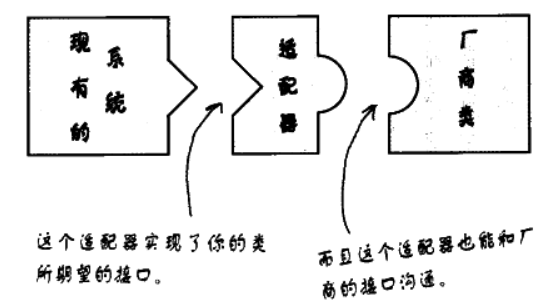 现有的
系统
适配器
厂商类
这个适配器实现了你的类
所期望的接口。
而且这个适配器也能和厂
商的接口沟通。